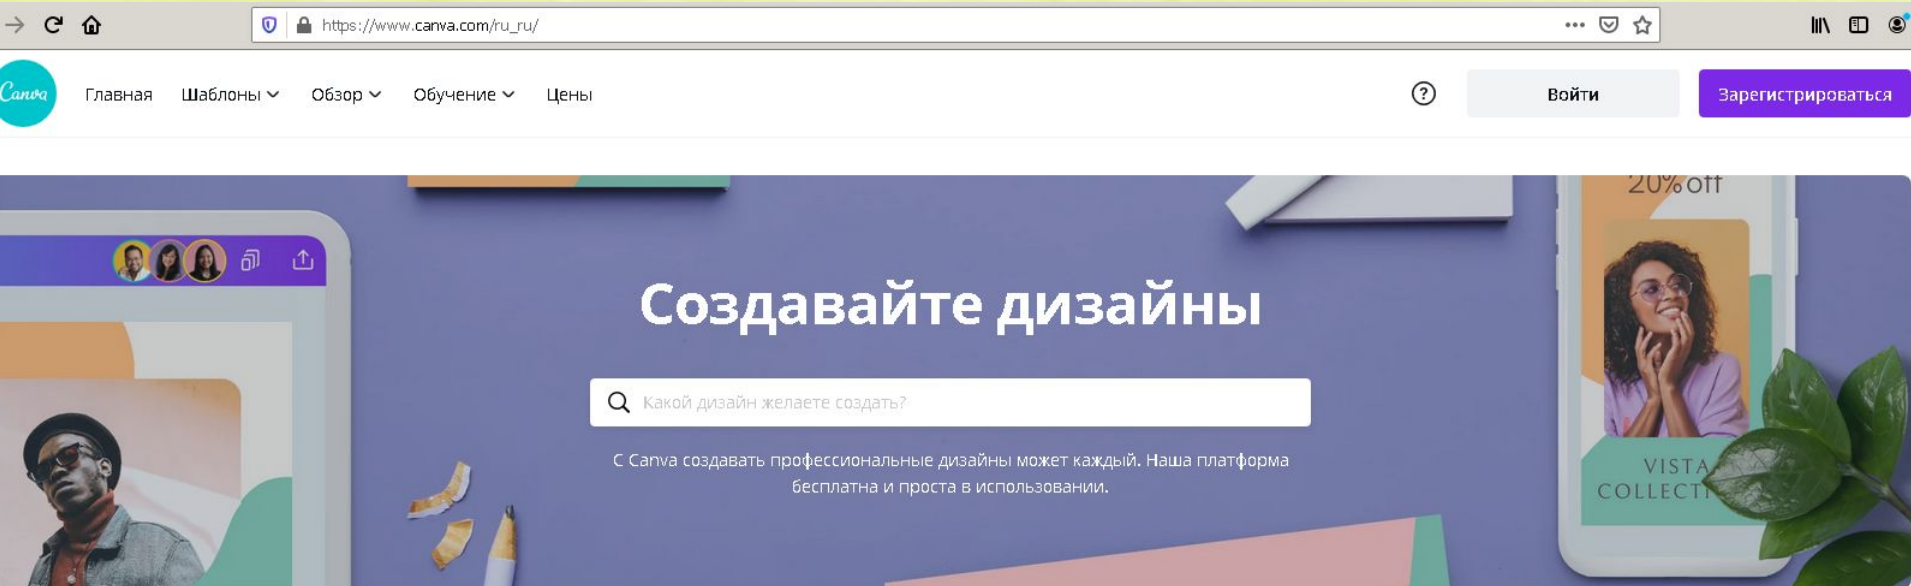 https://www.canva.com/ru_ru/
Canva
Главная
Шаблоны
Обзор
Обучение
Цены
?
Войти
Зарегистрироваться
20% off
Создавайте дизайны
Какой дизайн желаете создать?
С Canva создавать профессиональные дизайны может каждый. Наша платформа
бесплатна и проста в использовании.
VISTA
COLLECTI